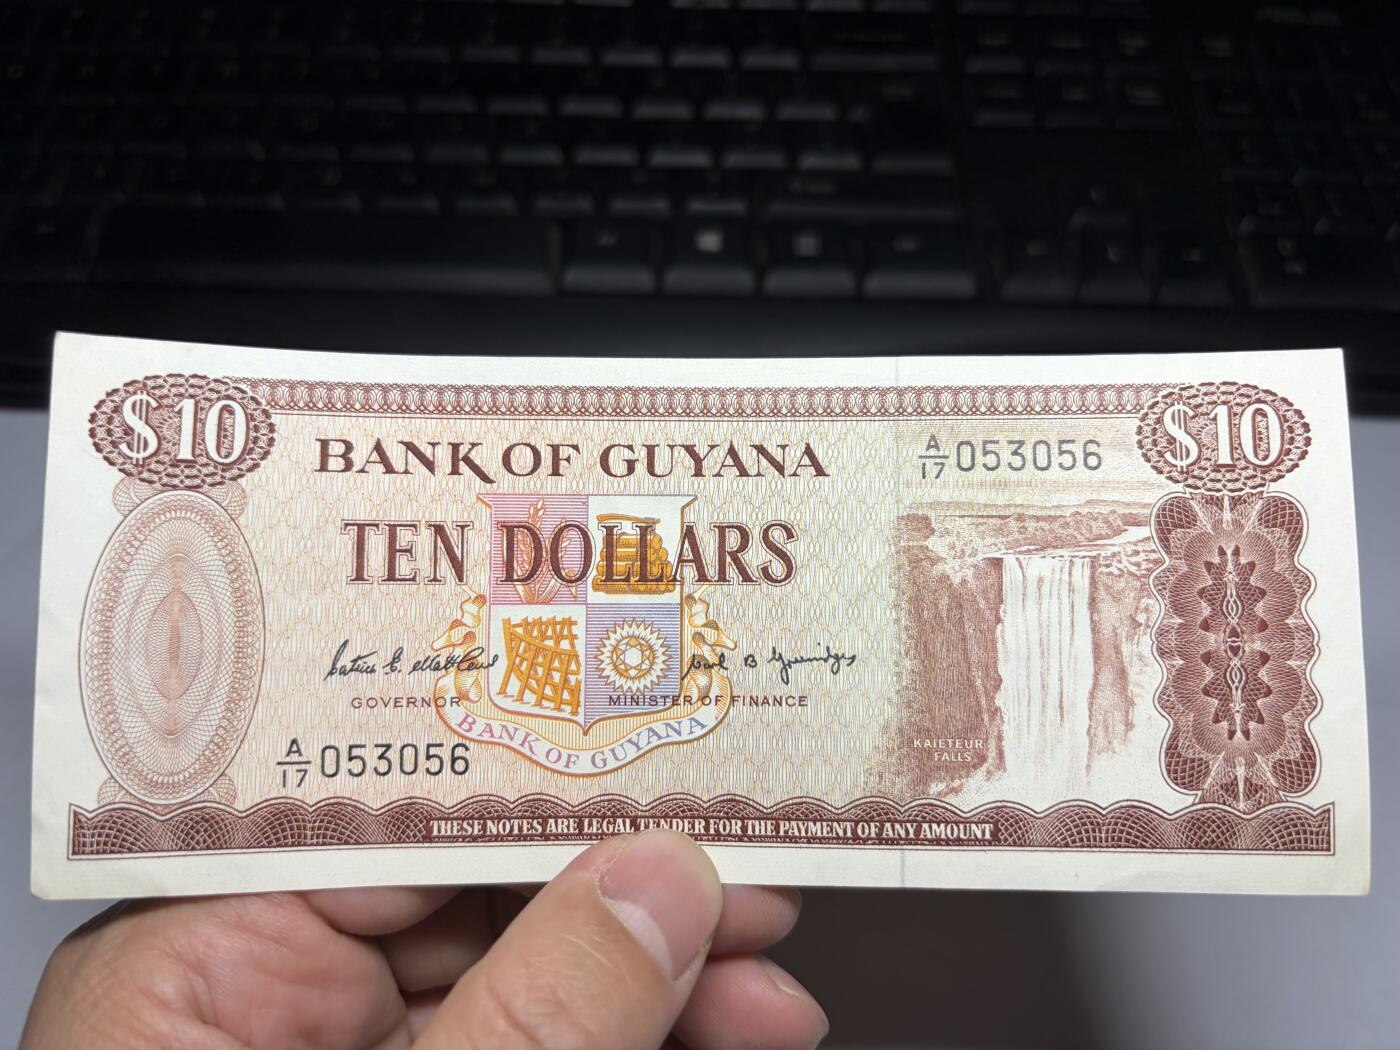 $10
$10
BANK OF GUYANA
A/17 053056
TEN DOLLARS
GOVERNOR
MINISTER OF FINANCE
BANK OF GUYANA
A/17 053056
KAIETEUR
FALLS
THESE NOTES ARE LEGAL TENDER FOR THE PAYMENT OF ANY AMOUNT